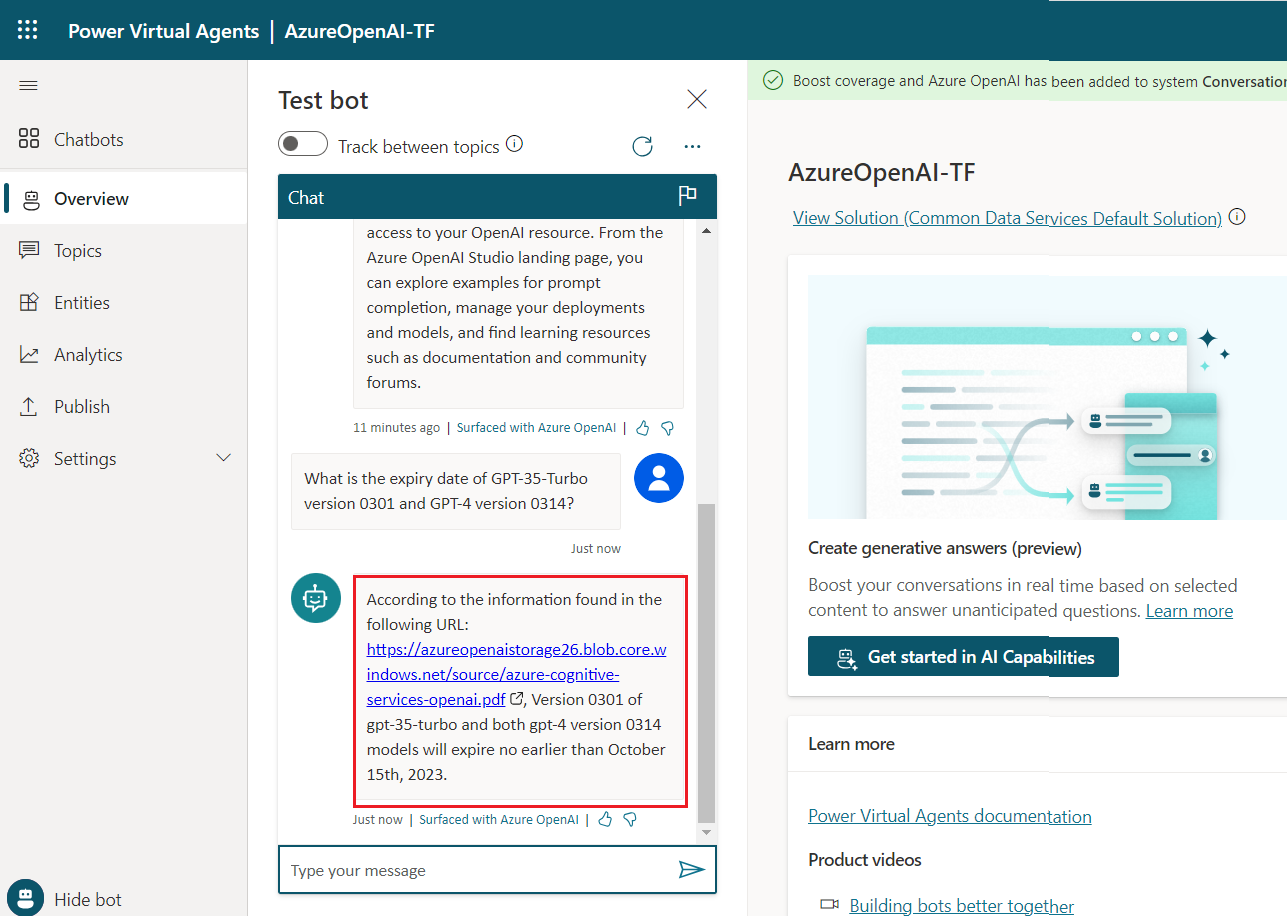 Power Virtual Agents | AzureOpenAI-TF
Chatbots
Overview
Topics
Entities
Analytics
Publish
Settings
Hide bot
Test bot
Track between topics
Chat
access to your OpenAI resource. From the
Azure OpenAI Studio landing page, you
can explore examples for prompt
completion, manage your deployments
and models, and find learning resources
such as documentation and community
forums.
11 minutes ago | Surfaced with Azure OpenAI |
What is the expiry date of GPT-35-Turbo
version 0301 and GPT-4 version 0314?
Just now
According to the information found in the
following URL:
https://azureopenaistorage26.blob.core.w
indows.net/source/azure-cognitive-
services-openai.pdf, Version 0301 of
gpt-35-turbo and both gpt-4 version 0314
models will expire no earlier than October
15th, 2023.
Just now | Surfaced with Azure OpenAI |
Type your message
Boost coverage and Azure OpenAI has been added to system Conversation
AzureOpenAI-TF
View Solution (Common Data Services Default Solution)
Create generative answers (preview)
Boost your conversations in real time based on selected
content to answer unanticipated questions. Learn more
Get started in AI Capabilities
Learn more
Power Virtual Agents documentation
Product videos
Building bots better together